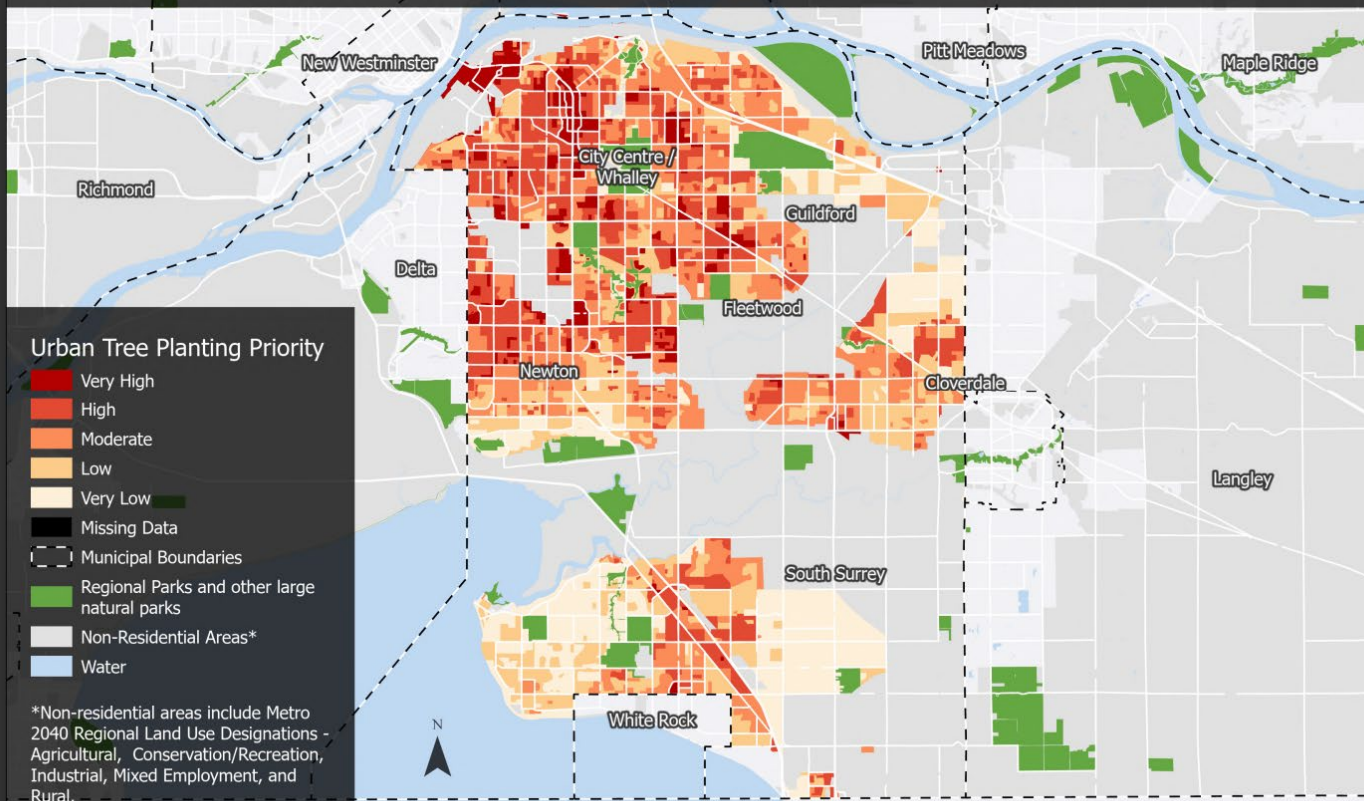 New Westminster
Pitt Meadows
Maple Ridge
City Centre /
Whalley
Richmond
Guildford
Delta
Fleetwood
Newton
Cloverdale
Langley
South Surrey
White Rock
N
Urban Tree Planting Priority
Very High
High
Moderate
Low
Very Low
Missing Data
Municipal Boundaries
Regional Parks and other large
natural parks
Non-Residential Areas*
Water
*Non-residential areas include Metro
2040 Regional Land Use Designations -
Agricultural, Conservation/Recreation,
Industrial, Mixed Employment, and
Rural.